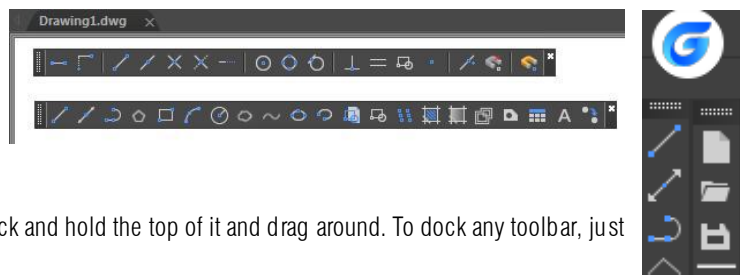 Drawing1.dwg
ck and hold the top of it and drag around. To dock any toolbar, just